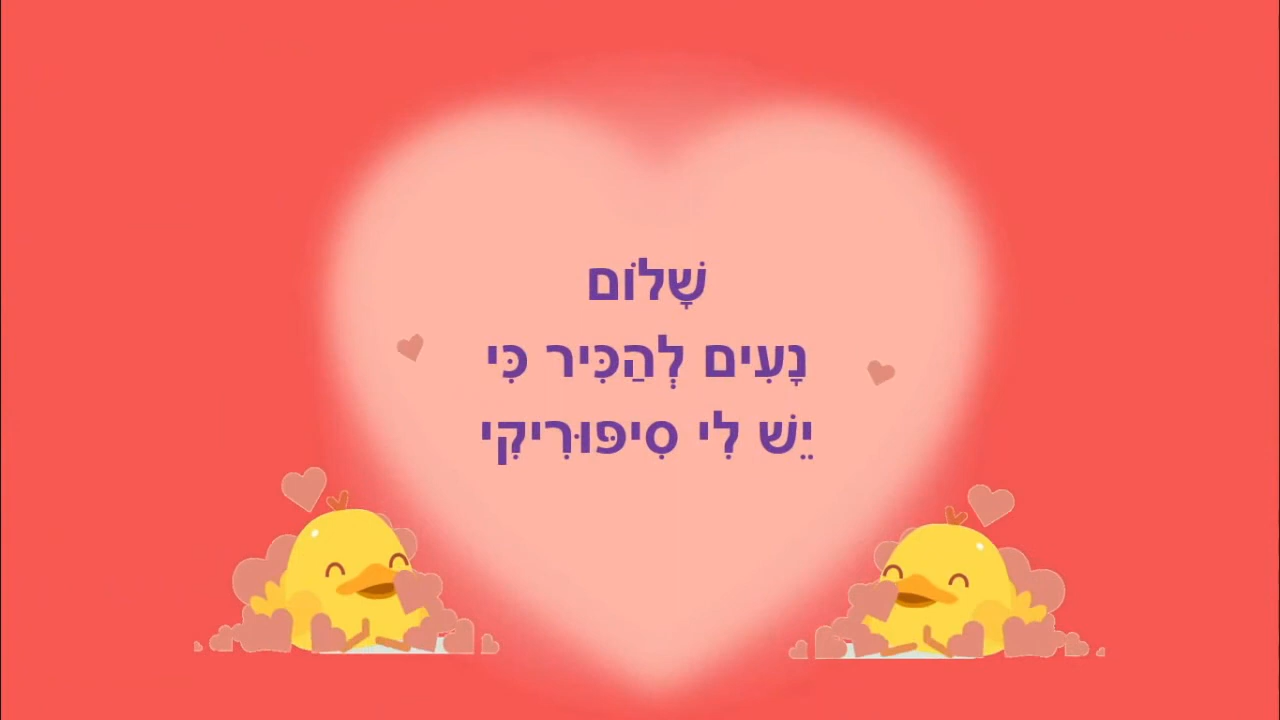 שָׁלוֹם
נָעִים לְהַכִּיר כִּי
יֵשׁ לִי סִיפּוּרִיקִי